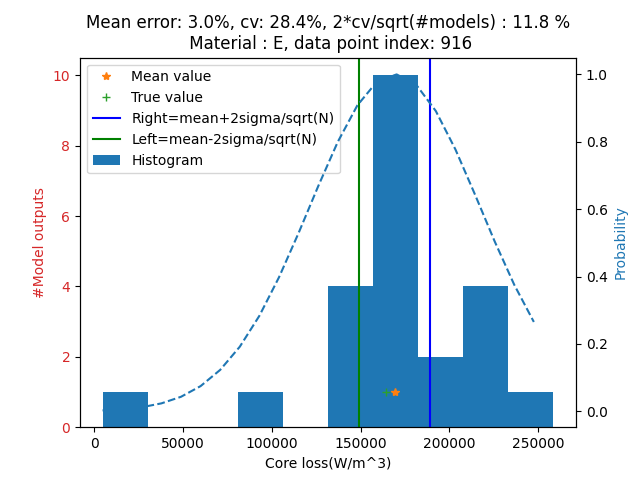 Mean error: 3.0%, cv: 28.4%, 2*cv/sqrt(#models) : 11.8 %
Material : E, data point index: 916
Mean value
True value
Right=mean+2sigma/sqrt(N)
Left=mean-2sigma/sqrt(N)
Histogram
10
8
6
4
2
0
#Model outputs
1.0
0.8
0.6
0.4
0.2
0.0
Probability
0 50000 100000 150000 200000 250000
Core loss(W/m^3)